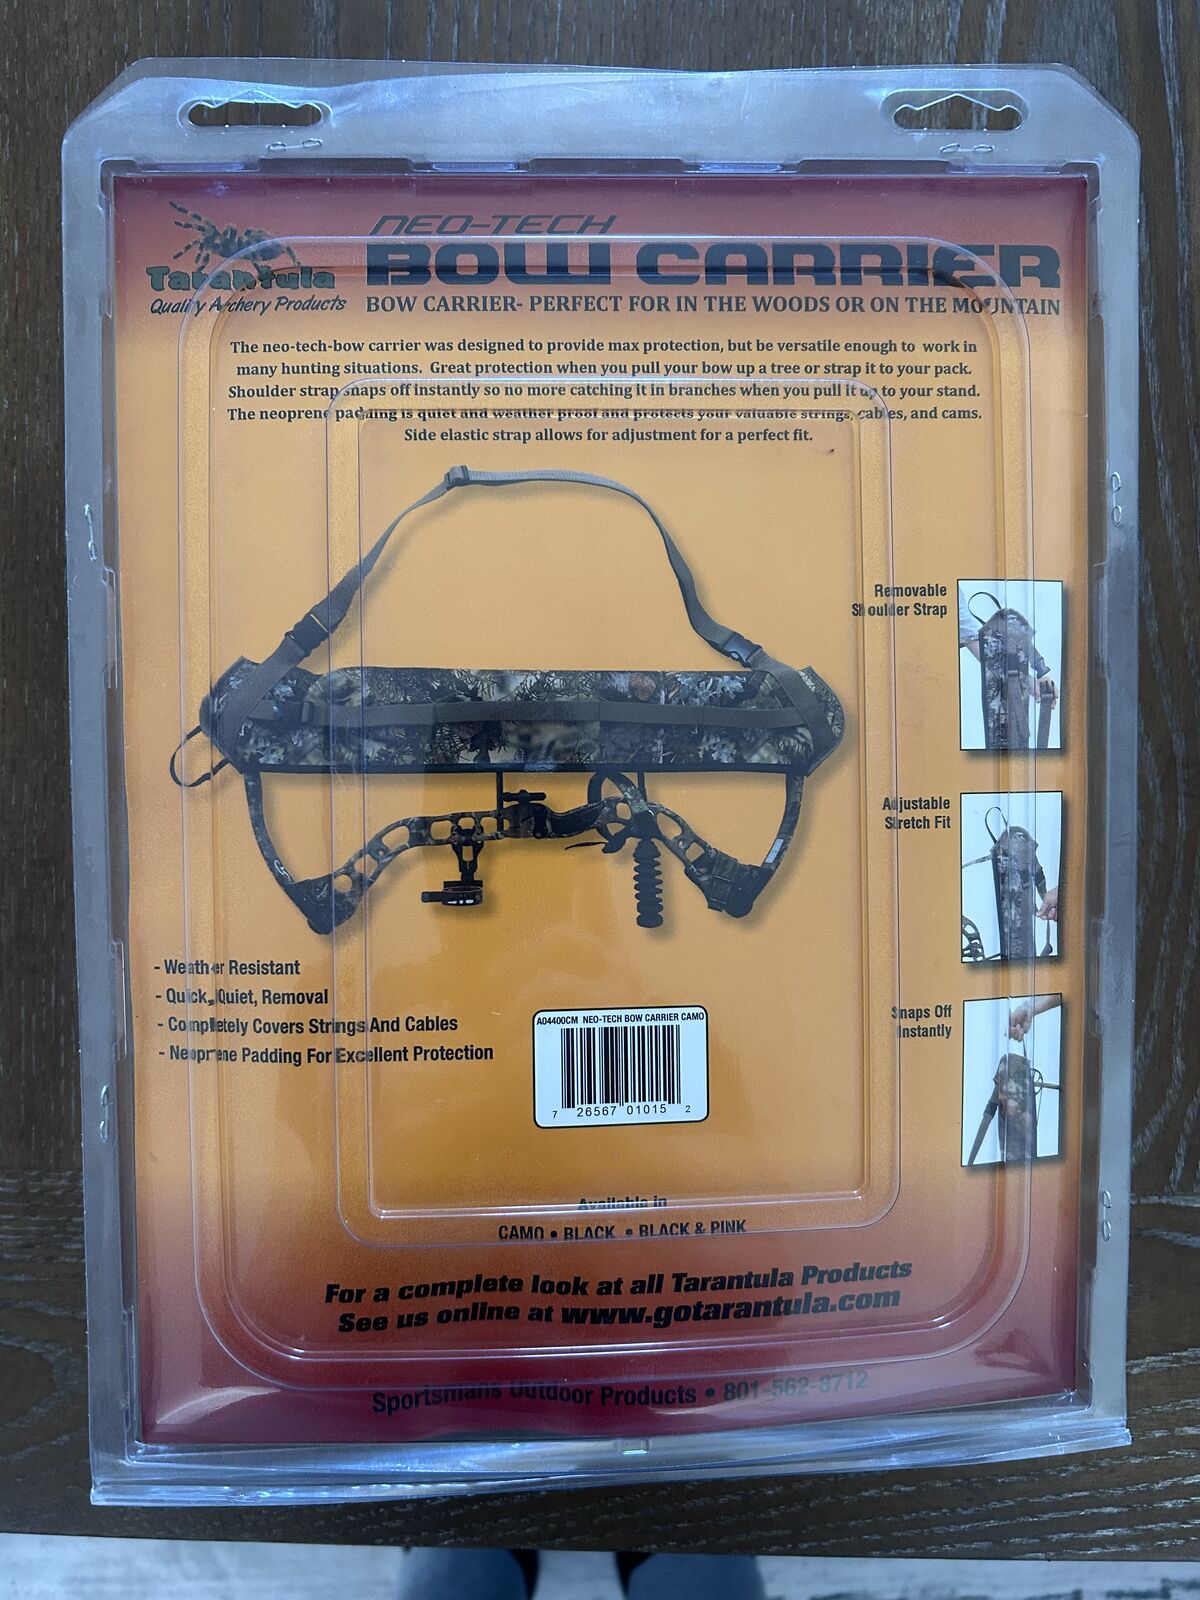 Tarantula
Quality Archery Products
NEO-TECH
BOW CARRIER
BOW CARRIER- PERFECT FOR IN THE WOODS OR ON THE MOUNTAIN
The neo-tech-bow carrier was designed to provide max protection, but be versatile enough to work in
many hunting situations. Great protection when you pull your bow up a tree or strap it to your pack.
Shoulder strap snaps off instantly so no more catching it in branches when you pull it up to your stand.
The neoprene padding is quiet and weather proof and protects your valuable strings, cables, and cams.
Side elastic strap allows for adjustment for a perfect fit.
Removable
Shoulder Strap
Adjustable
Stretch Fit
Snaps Off
Instantly
- Weather Resistant
- Quick, Quiet, Removal
- Completely Covers Strings And Cables
- Neoprene Padding For Excellent Protection
A04400CM NEO-TECH BOW CARRIER CAMO
7 26567 01015 2
Available in
CAMO • BLACK • BLACK & PINK
For a complete look at all Tarantula Products
See us online at www.gotarantula.com
Sportsman's Outdoor Products • 801-562-8712